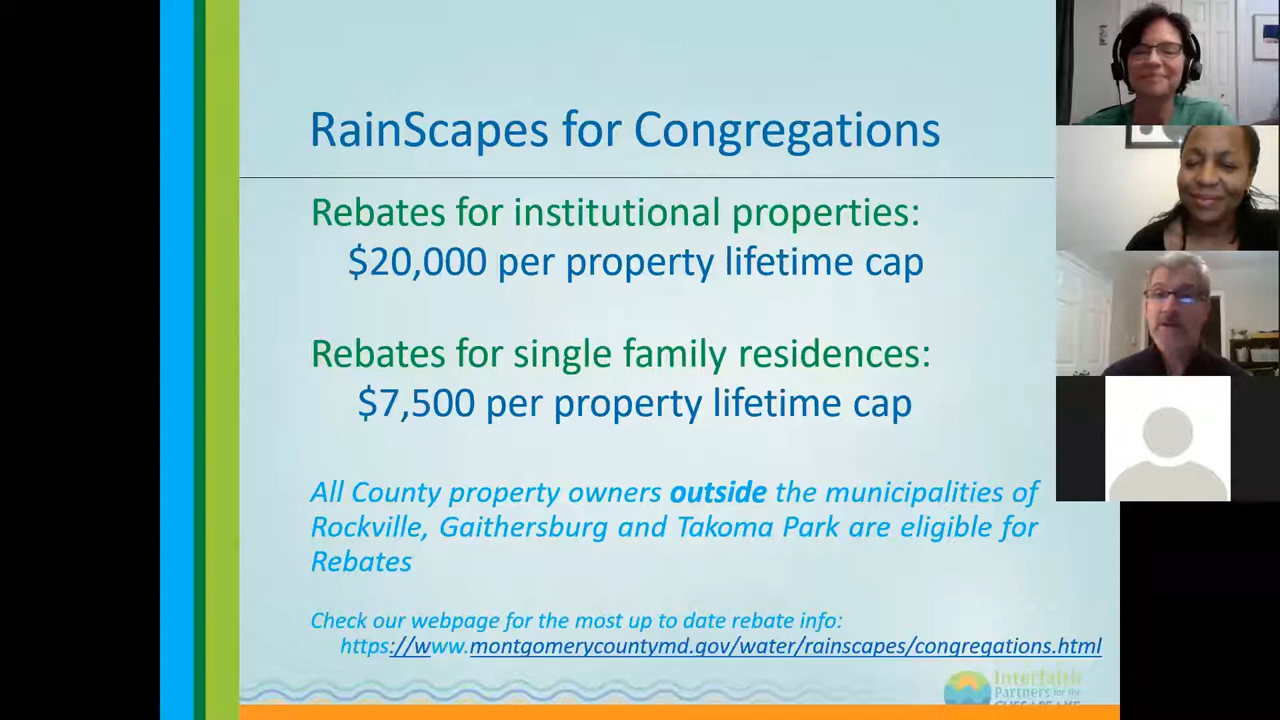 RainScapes for Congregations
Rebates for institutional properties:
$20,000 per property lifetime cap
Rebates for single family residences:
$7,500 per property lifetime cap
All County property owners outside the municipalities of
Rockville, Gaithersburg and Takoma Park are eligible for
Rebates
Check our webpage for the most up to date rebate info:
https://www.montgomerycountymd.gov/water/rainscapes/congregations.html
Interfaith
Partners for the
CHESAPEAKE